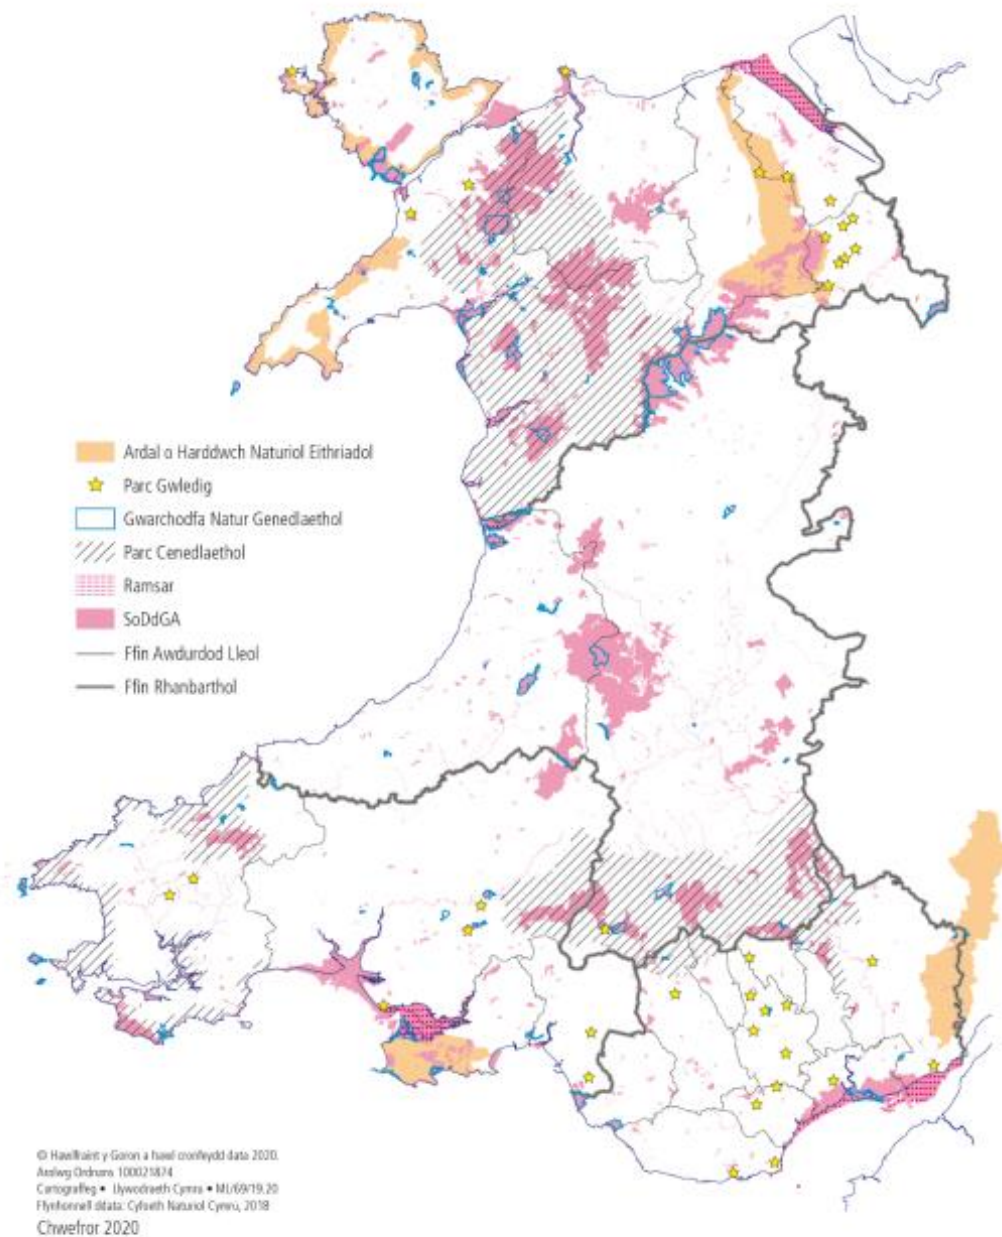 Ardal o Harddwch Naturiol Eithriadol
Parc Gwledig
Gwarchodfa Natur Genedlaethol
Parc Cenedlaethol
Ramsar
SoDdGA
Ffin Awdurdod Lleol
Ffin Rhanbarthol
© Hawlfraint y Goron a hawl cronfeydd data 2020.
Arolwg Ordnans 100021874
Cartograffeg • Llywodraeth Cymru • ML/69/19.20
Ffynhonnell ddata: Cyfoeth Naturiol Cymru, 2018
Chwefror 2020